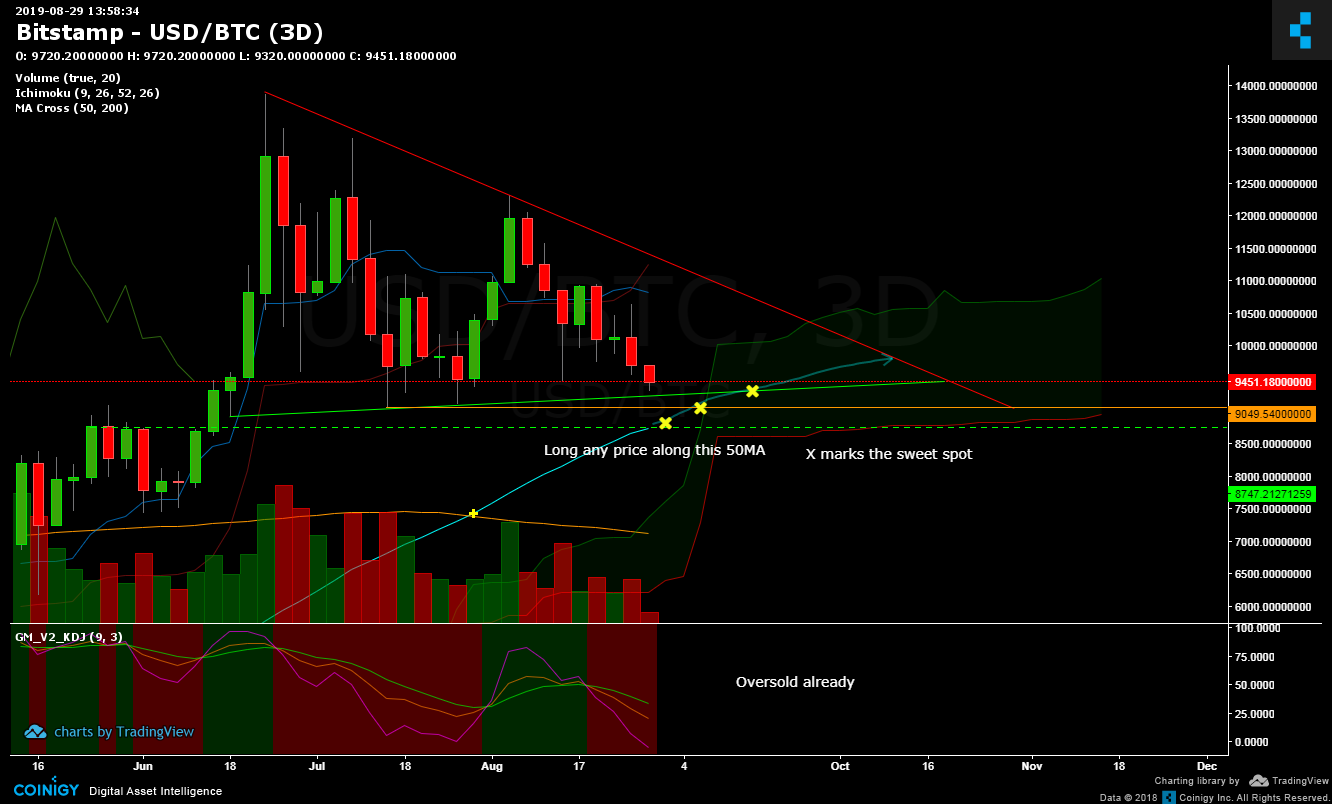 2019-08-29 13:58:34
Bitstamp - USD/BTC (3D)
O: 9720.20000000 H: 9720.20000000 L: 9320.00000000 C: 9451.18000000
Volume (true, 20)
Ichimoku (9, 26, 52, 26)
MA Cross (50, 200)
14000.00000000
13500.00000000
13000.00000000
12500.00000000
12000.00000000
11500.00000000
11000.00000000
10500.00000000
10000.00000000
9451.18000000
9049.54000000
8500.00000000
8000.00000000
8747.21271259
7500.00000000
7000.00000000
6500.00000000
6000.00000000
USD/BTC, 3D
USD/BTC
Long any price along this 50MA
X marks the sweet spot
GM_V2_KDJ (9, 3)
100.0000
75.0000
50.0000
25.0000
0.0000
Oversold already
charts by TradingView
16 Jun 18 Jul 18 Aug 17 4 Oct 16 Nov 18 Dec
COINIGY Digital Asset Intelligence
Charting library by TradingView
Data © 2018 Coinigy Inc. All Rights Reserved.